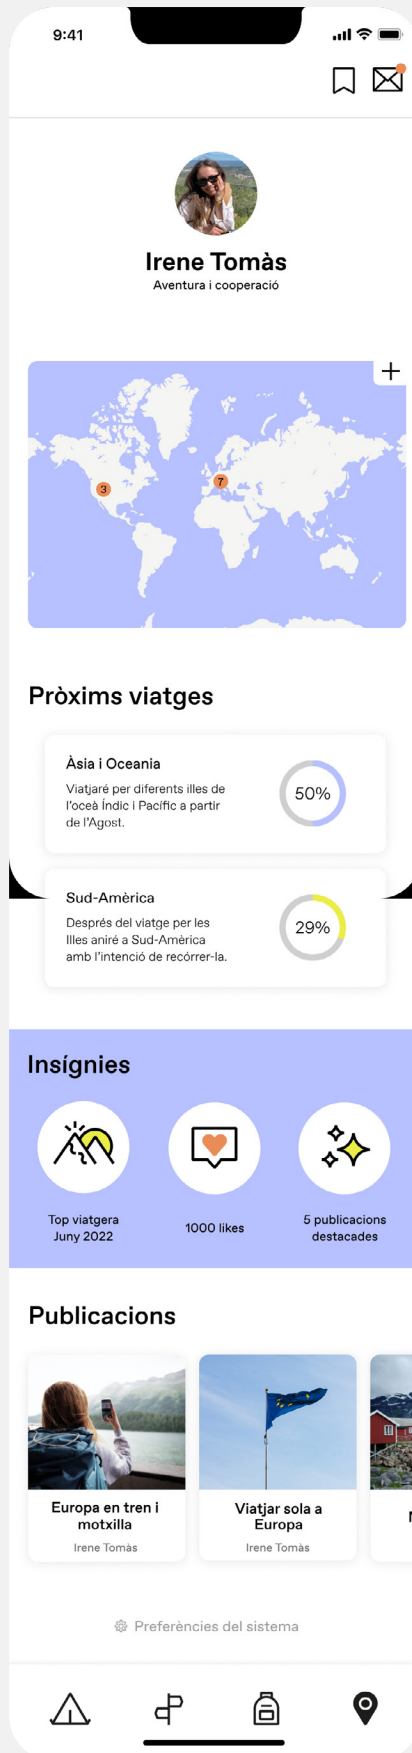 9:41
Irene Tomàs
Aventura i cooperació
3
7
Pròxims viatges
Àsia i Oceania
Viatjaré per diferents illes de
l'oceà Índic i Pacífic a partir
de l'Agost.
50%
Sud-Amèrica
Després del viatge per les
Illes aniré a Sud-Amèrica
amb l'intenció de recórrer-la.
29%
Insígnies
Top viatgera
Juny 2022
1000 likes
5 publicacions
destacades
Publicacions
Europa en tren i
motxilla
Irene Tomàs
Viatjar sola a
Europa
Irene Tomàs
Preferències del sistema